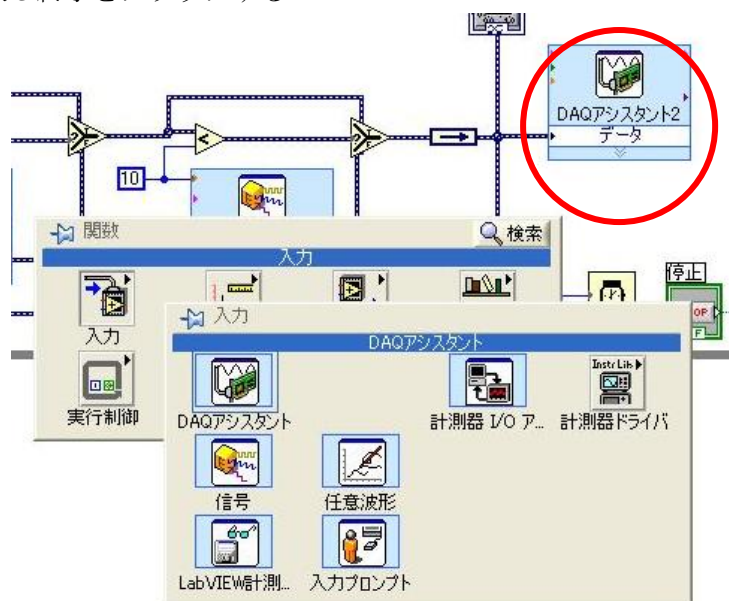 DAQアシスタント2
データ
10
関数
検索
入力
停止
入力
入力
DAQアシスタント
実行制御
DAQアシスタント
計測器 I/O ア...
計測器ドライバ
信号
任意波形
LabVIEW計測...
入力プロンプト
Instr Lib